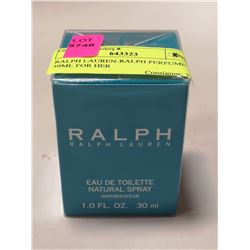 LOT
5748
643323
RALPH LAUREN-RALPH PERFUME
30ML FOR HER
Constignor:
RALPH
RALPH LAUREN
EAU DE TOILETTE
NATURAL SPRAY
VAPORISATEUR
1.0 FL. OZ. 30 ml